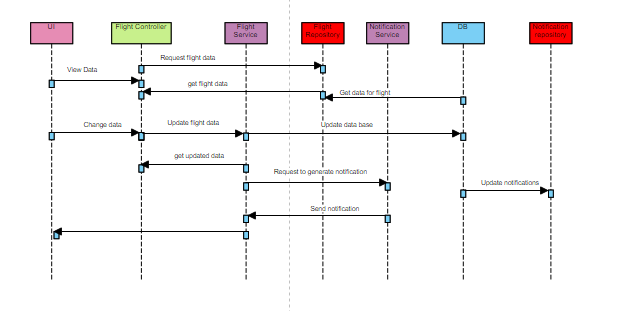 UI
Flight Controller
Flight
Service
Flight
Repository
Notification
Service
DB
Notification
repository
Request flight data
View Data
get flight data
Get data for flight
Change data
Update flight data
Update data base
get updated data
Request to generate notification
Update notifications
Send notification